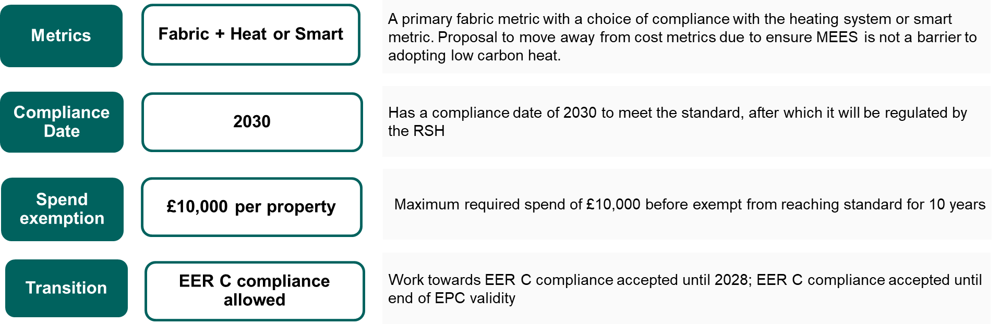 Metrics
Fabric + Heat or Smart
A primary fabric metric with a choice of compliance with the heating system or smart
metric. Proposal to move away from cost metrics due to ensure MEES is not a barrier to
adopting low carbon heat.
Compliance
Date
2030
Has a compliance date of 2030 to meet the standard, after which it will be regulated by
the RSH
Spend
exemption
£10,000 per property
Maximum required spend of £10,000 before exempt from reaching standard for 10 years
Transition
EER C compliance
allowed
Work towards EER C compliance accepted until 2028; EER C compliance accepted until
end of EPC validity